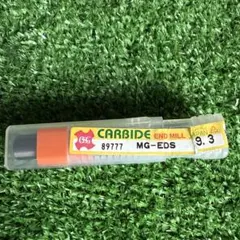 OSG CARBIDE END MILL
89777 MG-EDS 9.3